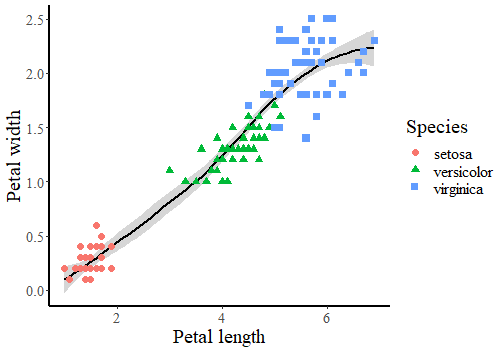 2.5
2.0
1.5
1.0
0.5
0.0
Petal width
2
4
6
Petal length
Species
setosa
versicolor
virginica